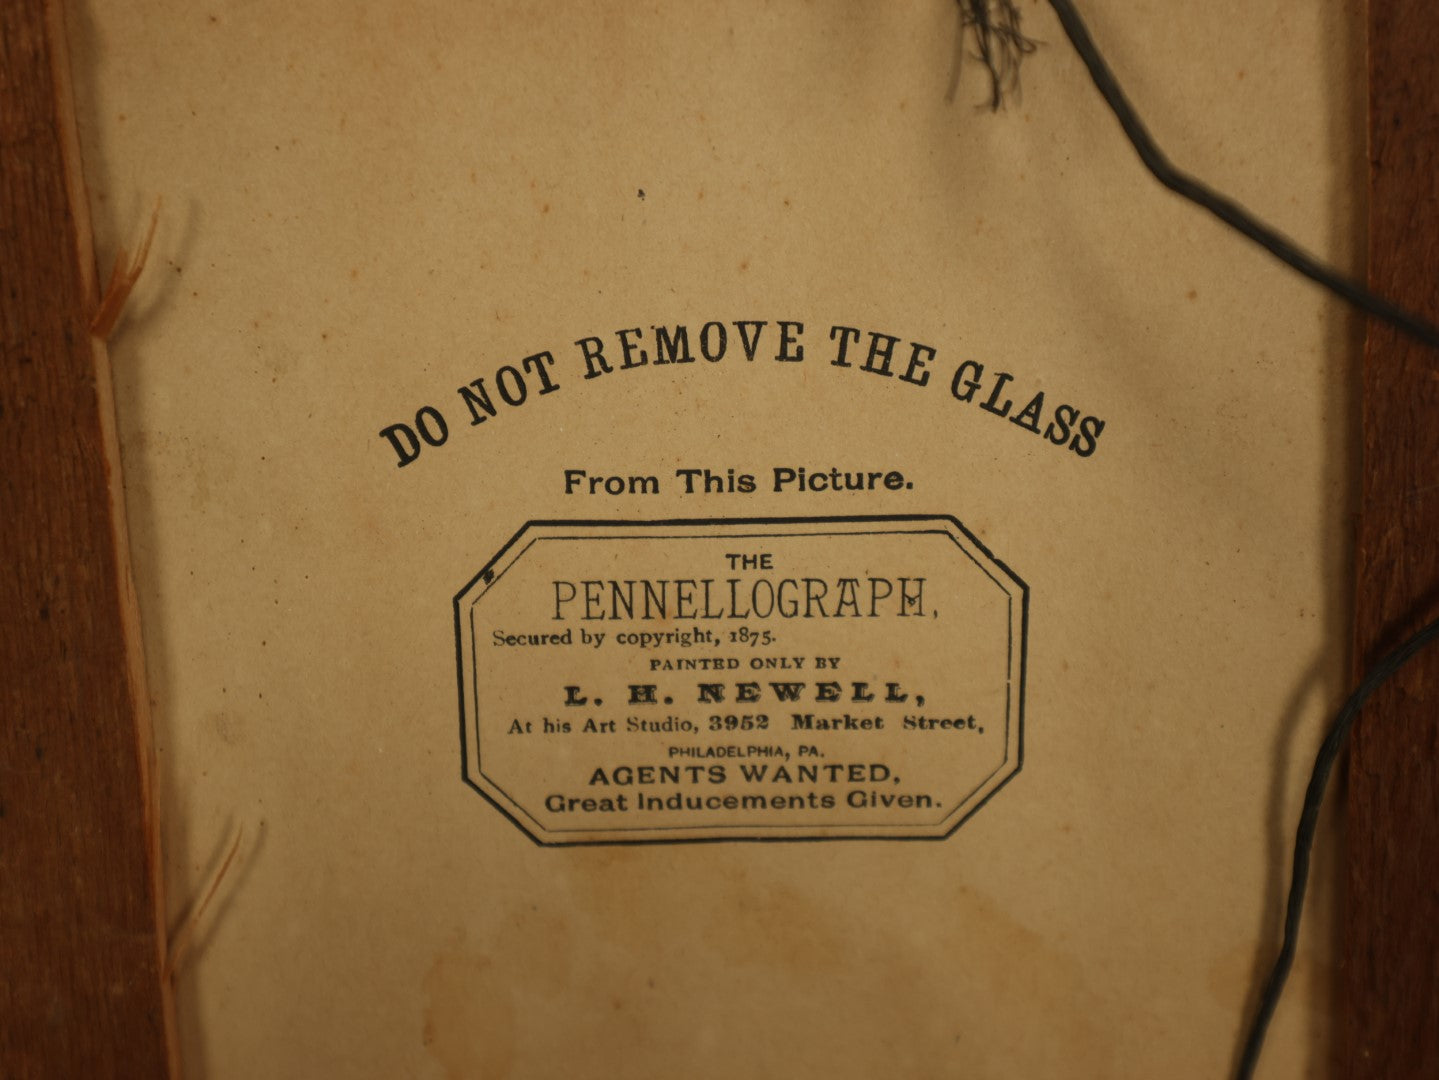 DO NOT REMOVE THE GLASS
From This Picture.
THE
PENNELLOGRAPH,
Secured by copyright, 1875.
PAINTED ONLY BY
L. H. NEWELL,
At his Art Studio, 3952 Market Street,
PHILADELPHIA, PA.
AGENTS WANTED,
Great Inducements Given.